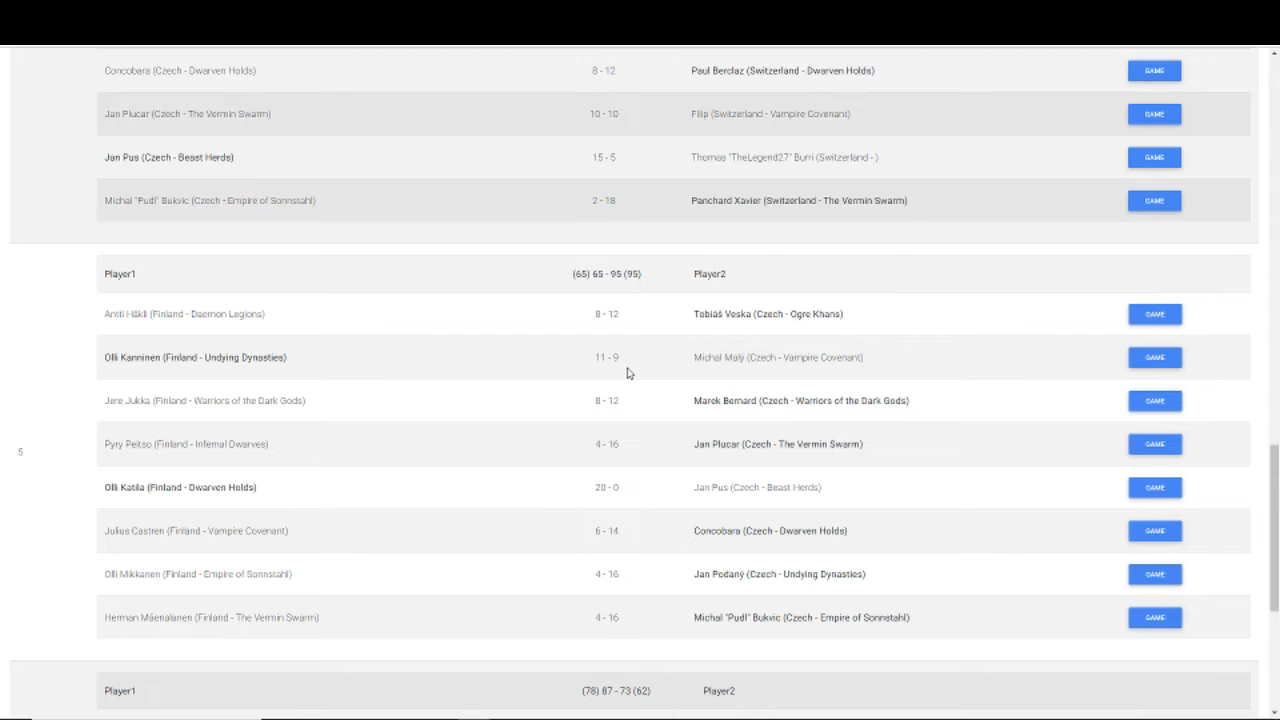 Concobara (Czech - Dwarven Holds) 8 - 12 Paul Berclaz (Switzerland - Dwarven Holds) GAME
Jan Plucar (Czech - The Vermin Swarm) 10 - 10 Filip (Switzerland - Vampire Covenant) GAME
Jan Pus (Czech - Beast Herds) 15 - 5 Thomas "TheLegend27" Burri (Switzerland - ) GAME
Michal "Pudl" Bukvic (Czech - Empire of Sonnstahl) 2 - 18 Panchard Xavier (Switzerland - The Vermin Swarm) GAME
Player1 (65) 65 - 95 (95) Player2
Antti Häkli (Finland - Daemon Legions) 8 - 12 Tobiáš Veska (Czech - Ogre Khans) GAME
Olli Kanninen (Finland - Undying Dynasties) 11 - 9 Michal Malý (Czech - Vampire Covenant) GAME
Jere Jukka (Finland - Warriors of the Dark Gods) 8 - 12 Marek Bernard (Czech - Warriors of the Dark Gods) GAME
Pyry Peitso (Finland - Infernal Dwarves) 4 - 16 Jan Plucar (Czech - The Vermin Swarm) GAME
5
Olli Katila (Finland - Dwarven Holds) 20 - 0 Jan Pus (Czech - Beast Herds) GAME
Julius Castren (Finland - Vampire Covenant) 6 - 14 Concobara (Czech - Dwarven Holds) GAME
Olli Mikkanen (Finland - Empire of Sonnstahl) 4 - 16 Jan Podaný (Czech - Undying Dynasties) GAME
Herman Mäenalanen (Finland - The Vermin Swarm) 4 - 16 Michal "Pudl" Bukvic (Czech - Empire of Sonnstahl) GAME
Player1 (78) 87 - 73 (62) Player2